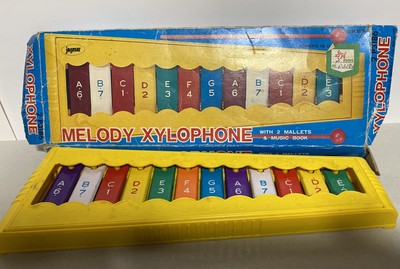 XYLOPHONE
XYLOPHONE
A B C D E F G A B C D E
6 7 1 2 3 4 5 6 7 1 2 3
MELODY XYLOPHONE
WITH 2 MALLETS
& MUSIC BOOK
A B C D E F G A B C D E
6 7 1 2 3 4 5 6 7 1 2 3